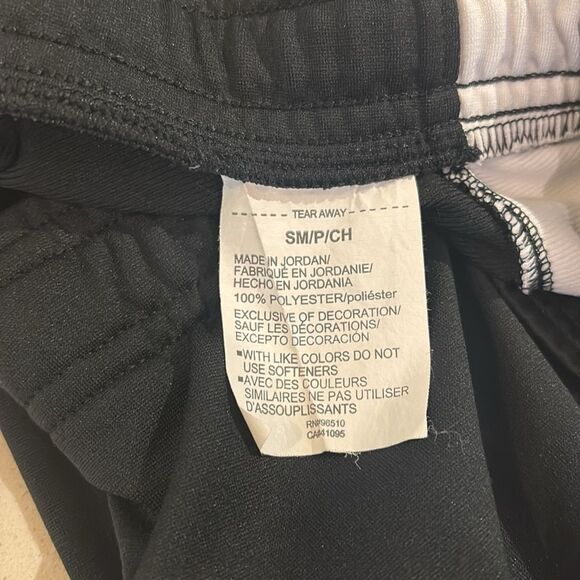 TEAR AWAY
SM/P/CH
MADE IN JORDAN/
FABRIQUÉ EN JORDANIE/
HECHO EN JORDANIA
100% POLYESTER/poliéster
EXCLUSIVE OF DECORATION/
SAUF LES DÉCORATIONS/
EXCEPTO DECORACIÓN
▪WITH LIKE COLORS DO NOT
USE SOFTENERS
▪AVEC DES COULEURS
SIMILAIRES NE PAS UTILISER
D'ASSOUPLISSANTS
RN#96510
CA#41095